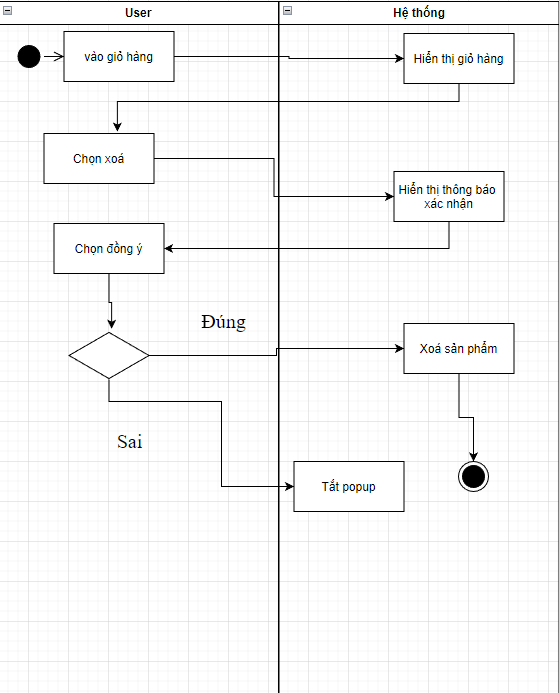 User
Hệ thống
vào giỏ hàng
Hiển thị giỏ hàng
Chọn xoá
Hiển thị thông báo
xác nhận
Chọn đồng ý
Đúng
Xoá sản phẩm
Sai
Tắt popup